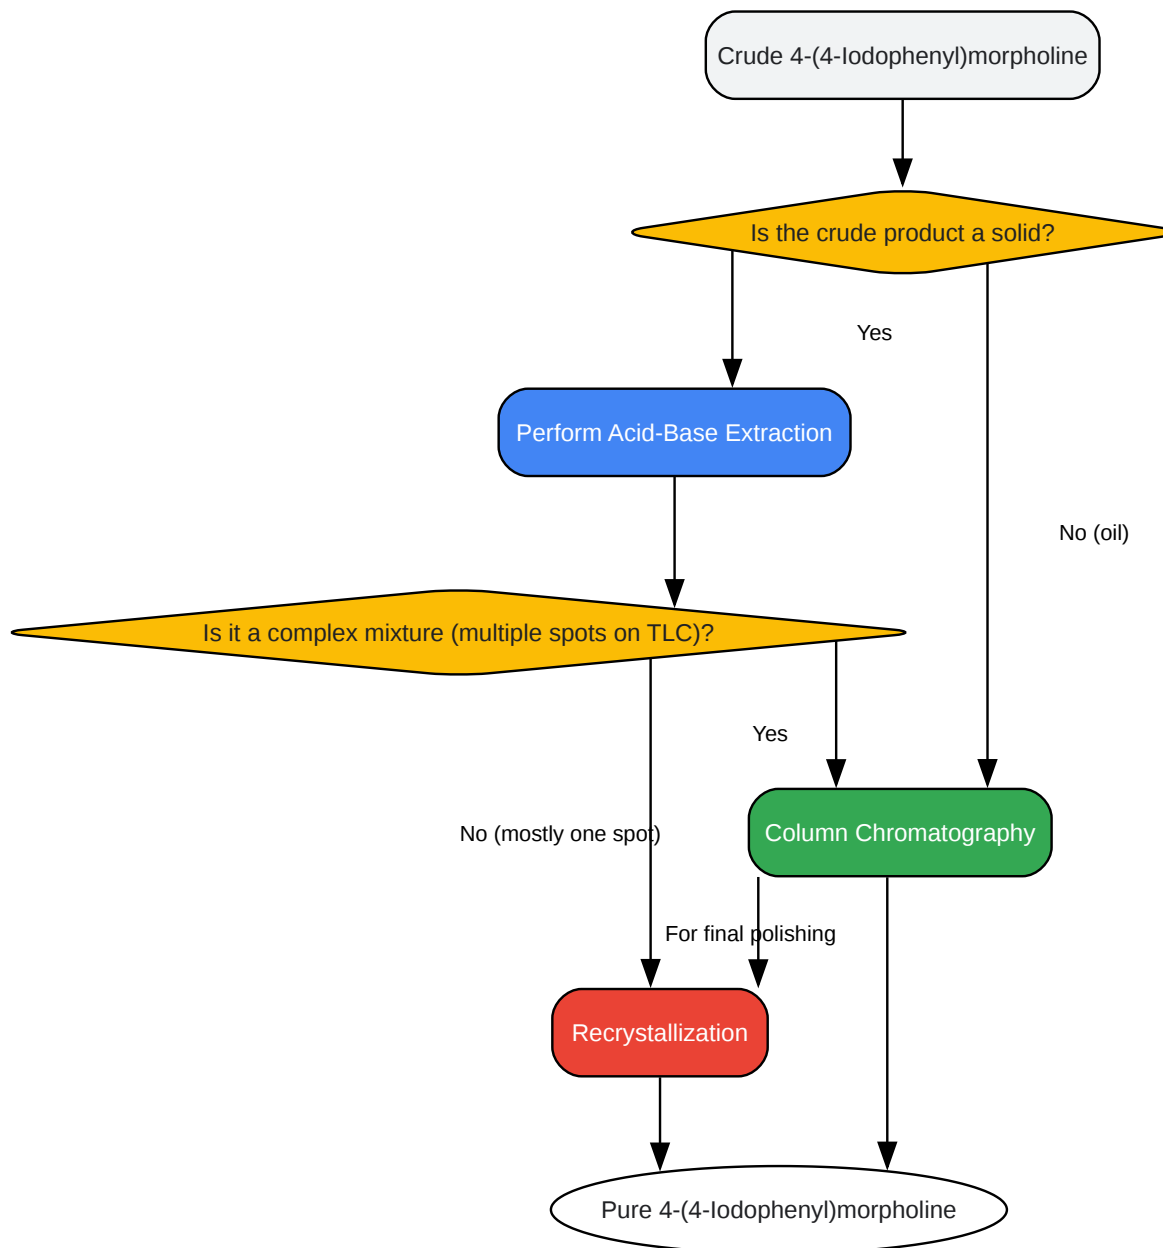 Crude 4-(4-Iodophenyl)morpholine
Is the crude product a solid?
Yes
Perform Acid-Base Extraction
No (oil)
Is it a complex mixture (multiple spots on TLC)?
Yes
No (mostly one spot)
Column Chromatography
For final polishing
Recrystallization
Pure 4-(4-Iodophenyl)morpholine